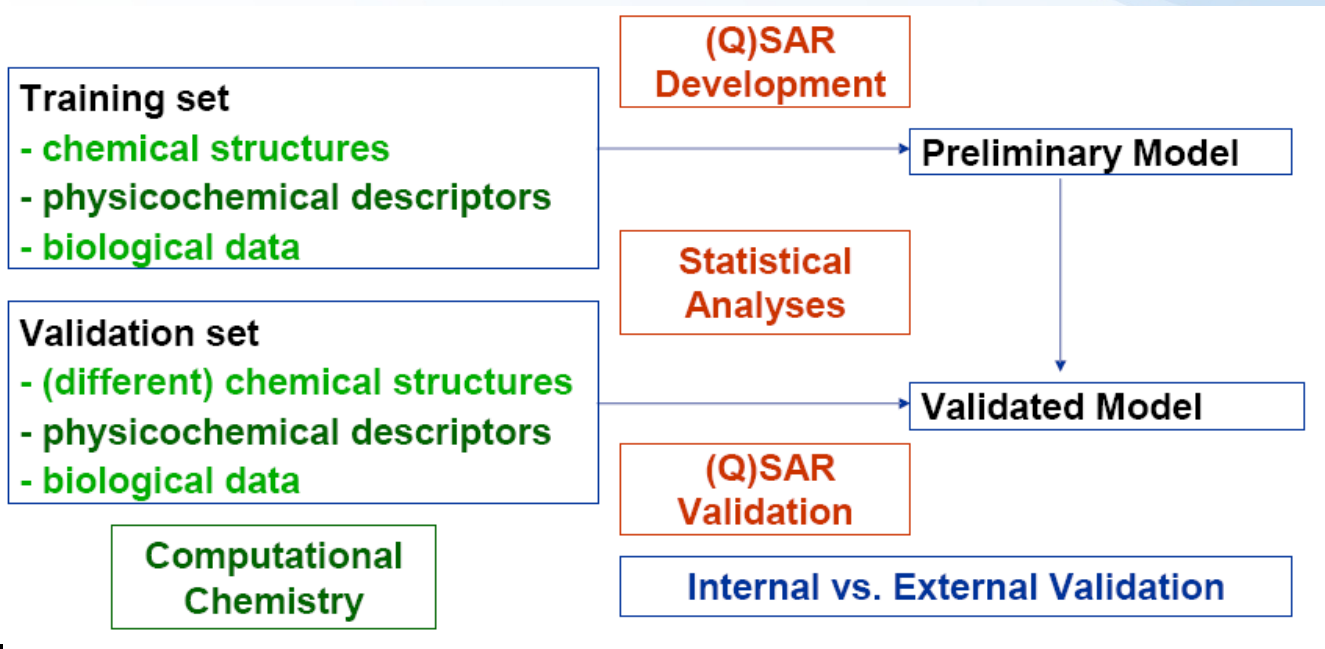 (Q)SAR
Development
Training set
- chemical structures
- physicochemical descriptors
- biological data
Preliminary Model
Statistical
Analyses
Validation set
- (different) chemical structures
- physicochemical descriptors
- biological data
Validated Model
(Q)SAR
Validation
Computational
Chemistry
Internal vs. External Validation